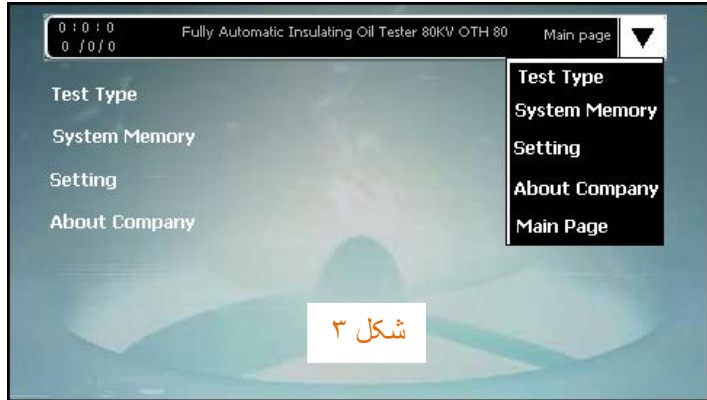 0 : 0 : 0
0 /0/0
Fully Automatic Insulating Oil Tester 80KV OTH 80
Main page
Test Type
System Memory
Setting
About Company
Test Type
System Memory
Setting
About Company
Main Page
شکل ۳